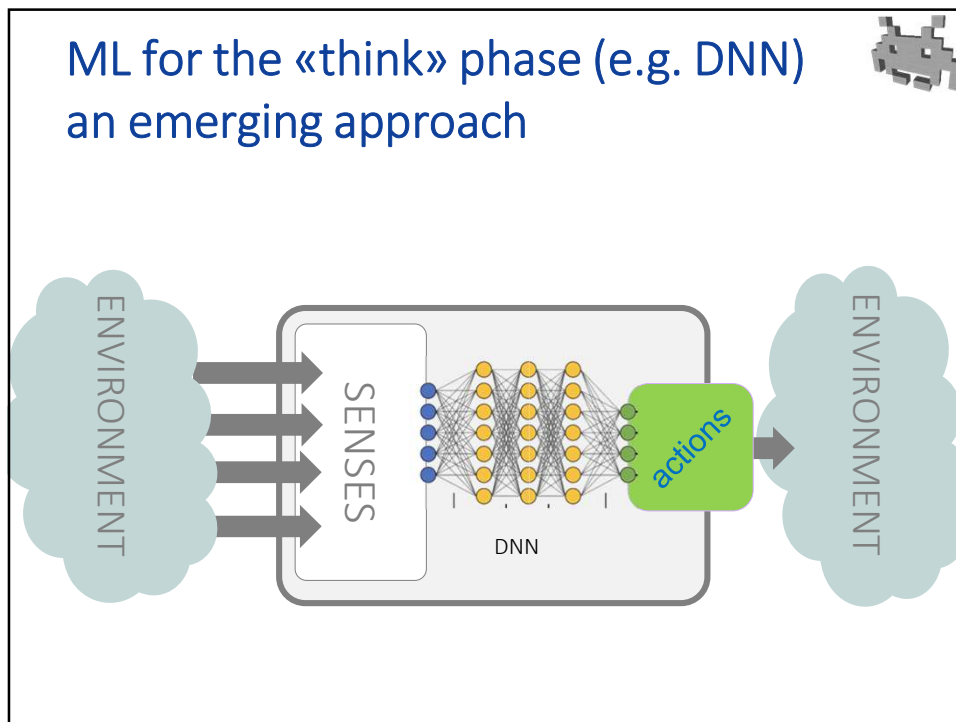 ML for the «think» phase (e.g. DNN)
an emerging approach
ENVIRONMENT
SENSES
DNN
actions
ENVIRONMENT